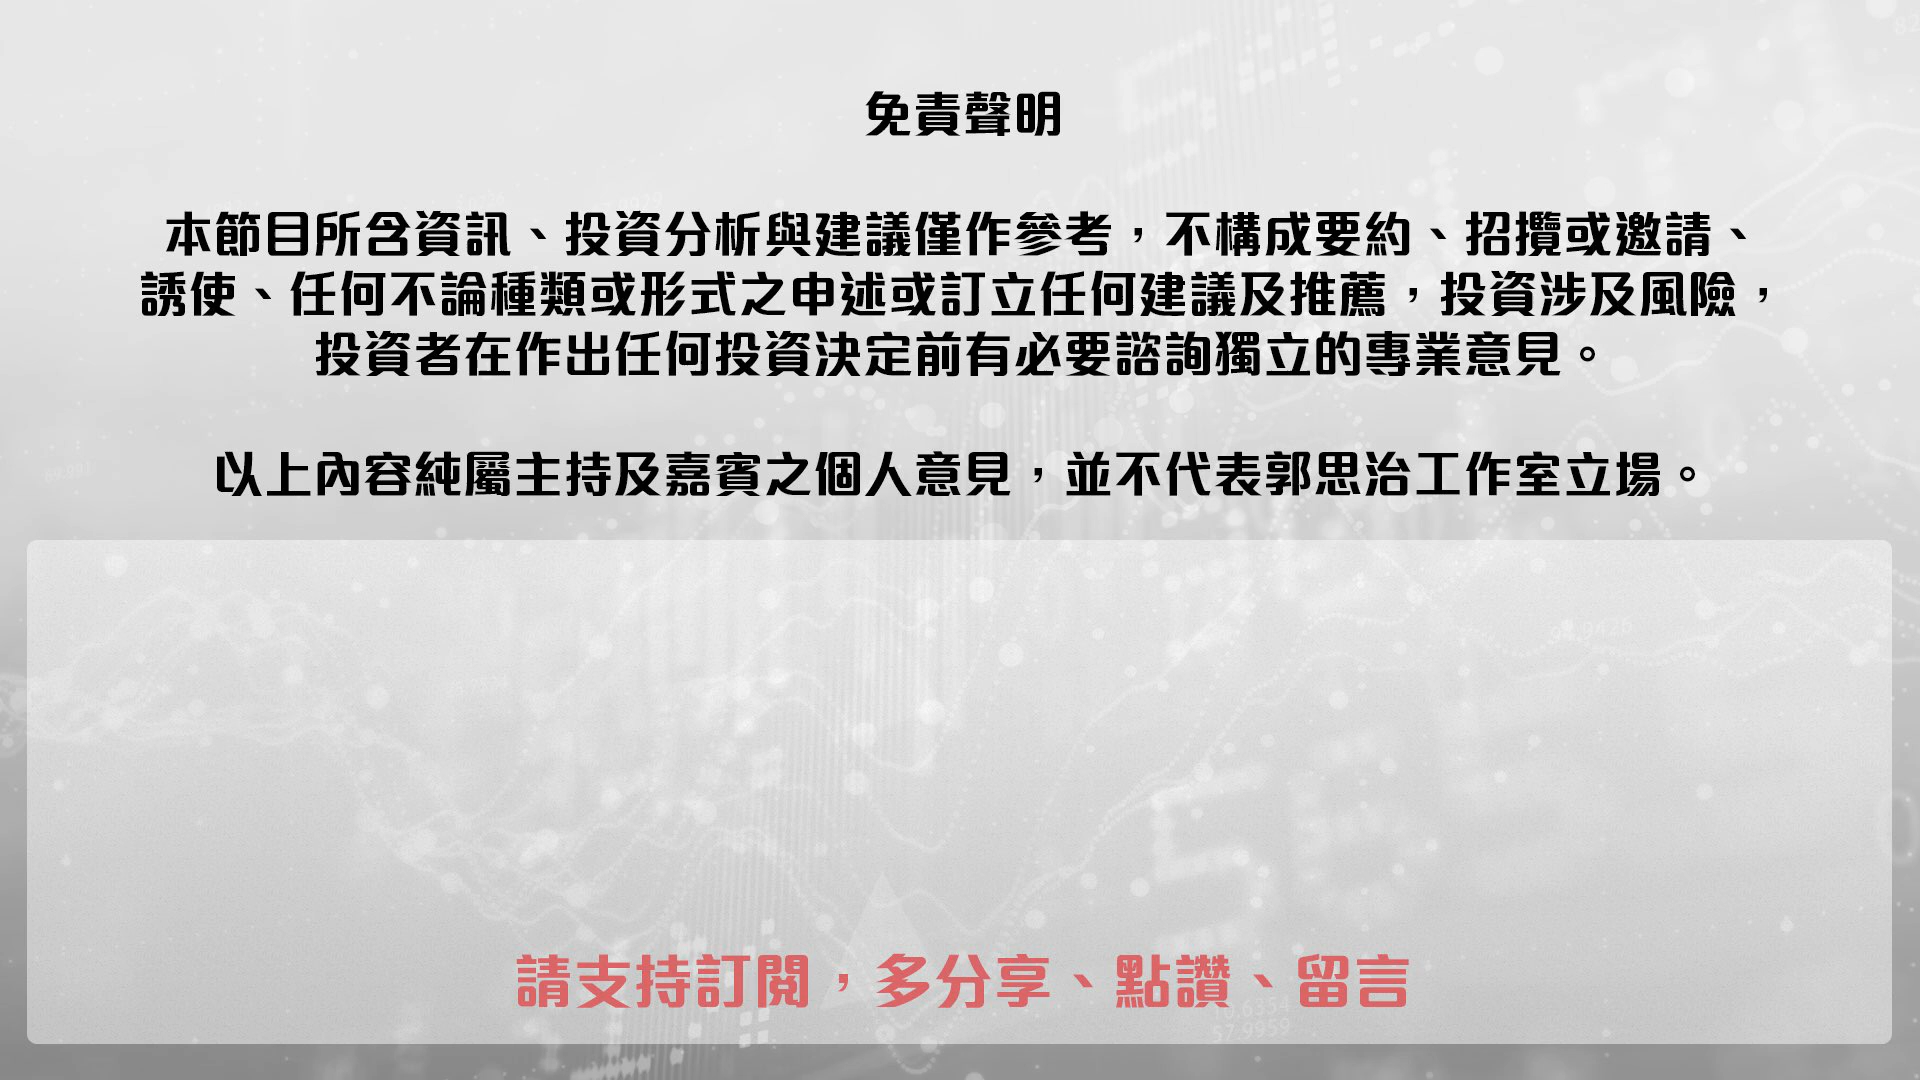 免責聲明
本節目所含資訊、投資分析與建議僅作參考，不構成要約、招攬或邀請、
誘使、任何不論種類或形式之申述或訂立任何建議及推薦，投資涉及風險，
投資者在作出任何投資決定前有必要諮詢獨立的專業意見。
以上內容純屬主持及嘉賓之個人意見，並不代表郭思治工作室立場。
請支持訂閱，多分享、點讚、留言